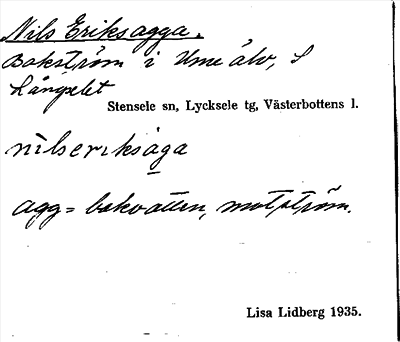 Nils Eriksagga.
Bakström i Ume älv, S
Långselet
Stensele sn, Lycksele tg, Västerbottens l.
nilseriksaga
agg = bakvatten, motström.
Lisa Lidberg 1935.